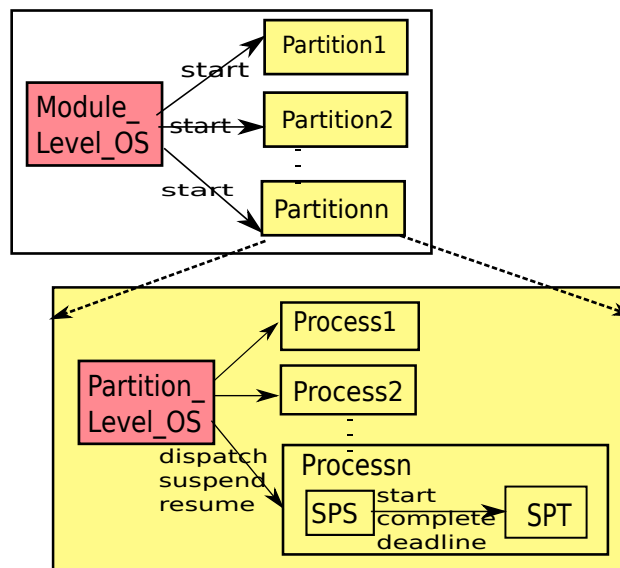 Partition1
start
Module_
Level_OS
Partition2
start
start
Partitionn
Process1
Partition_
Level_OS
Process2
dispatch
suspend
resume
Processn
SPS
start
complete
deadline
SPT